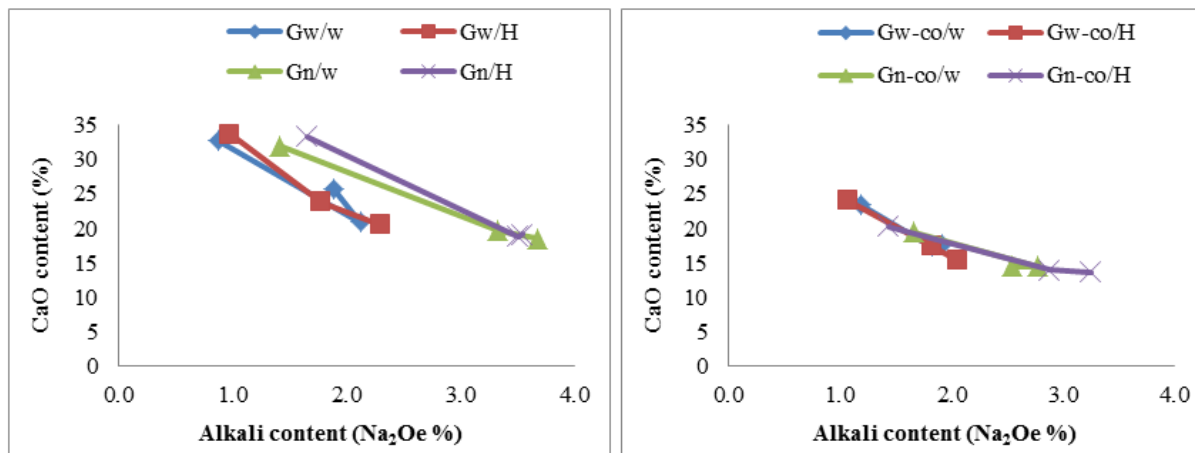 Gw/w Gw/H
Gn/w Gn/H
CaO content (%)
35
30
25
20
15
10
5
0
0.0 1.0 2.0 3.0 4.0
Alkali content (Na₂Oe %)
Gw-co/w Gw-co/H
Gn-co/w Gn-co/H
CaO content (%)
35
30
25
20
15
10
5
0
0.0 1.0 2.0 3.0 4.0
Alkali content (Na₂Oe %)